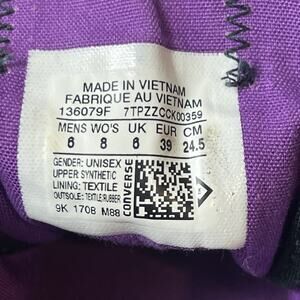 MADE IN VIETNAM
FABRIQUE AU VIETNAM
136079F 7TPZZCCK00359
MENS WO'S UK EUR CM
6 8 6 39 24.5
GENDER: UNISEX
UPPER SYNTHETIC
LINING: TEXTILE
OUTSOLE: TEXTILE/RUBBER
9K 1708 M88
CONVERSE